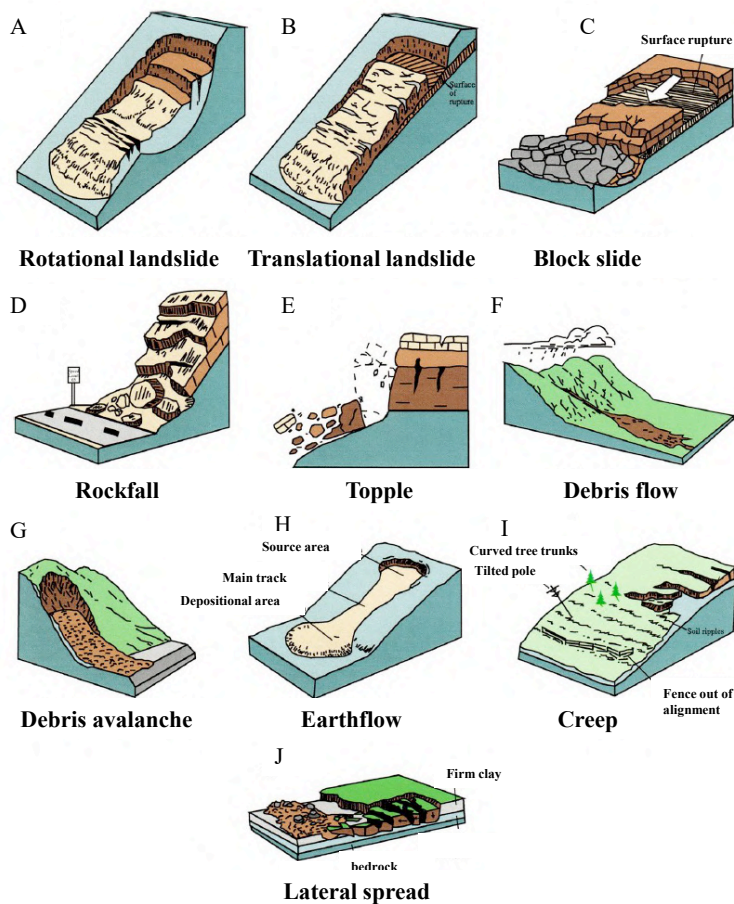 A
B
C
Surface rupture
Surface
of
rupture
Rotational landslide
Translational landslide
Block slide
D
E
F
Rockfall
Topple
Debris flow
G
H
I
Source area
Main track
Depositional area
Curved tree trunks
Tilted pole
Soil ripples
Fence out of
alignment
Debris avalanche
Earthflow
Creep
J
Firm clay
bedrock
Lateral spread